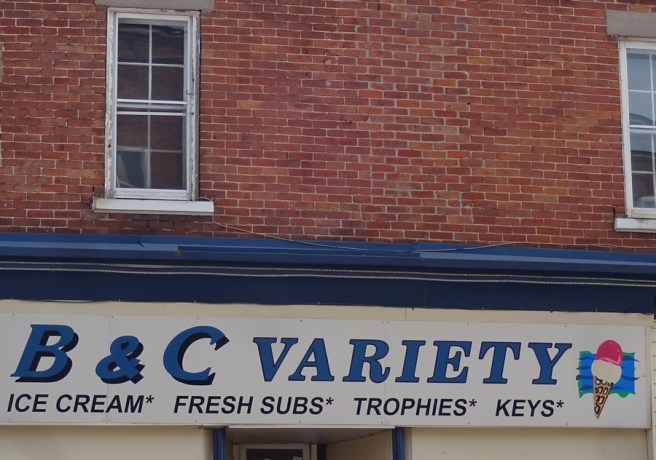 B & C VARIETY
ICE CREAM* FRESH SUBS* TROPHIES* KEYS*